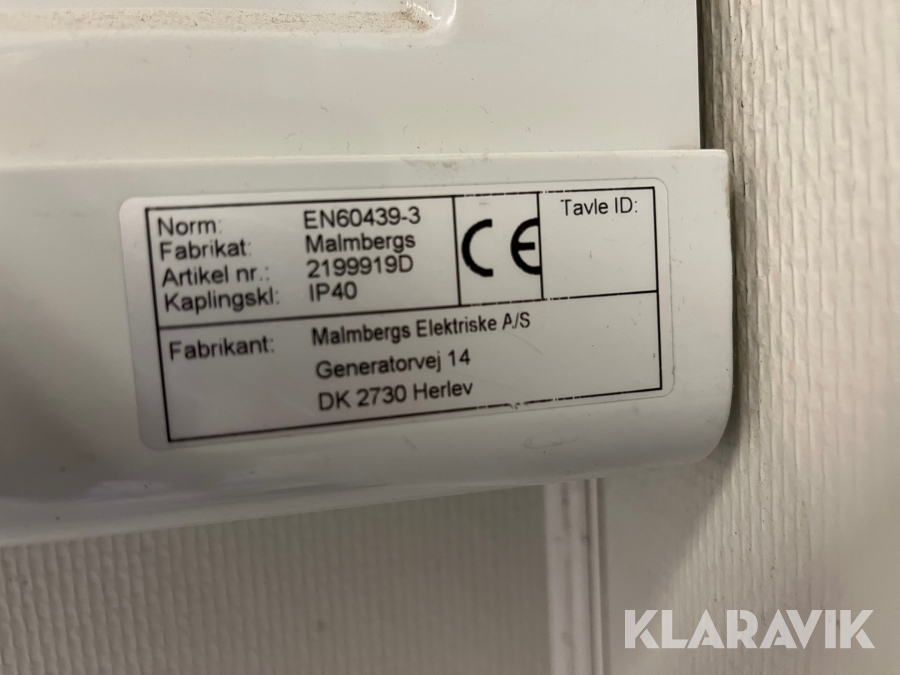 Norm: EN60439-3
Fabrikat: Malmbergs
Artikel nr.: 2199919D
Kaplingskl: IP40
CE
Tavle ID:
Fabrikant: Malmbergs Elektriske A/S
Generatorvej 14
DK 2730 Herlev
KLARAVIK